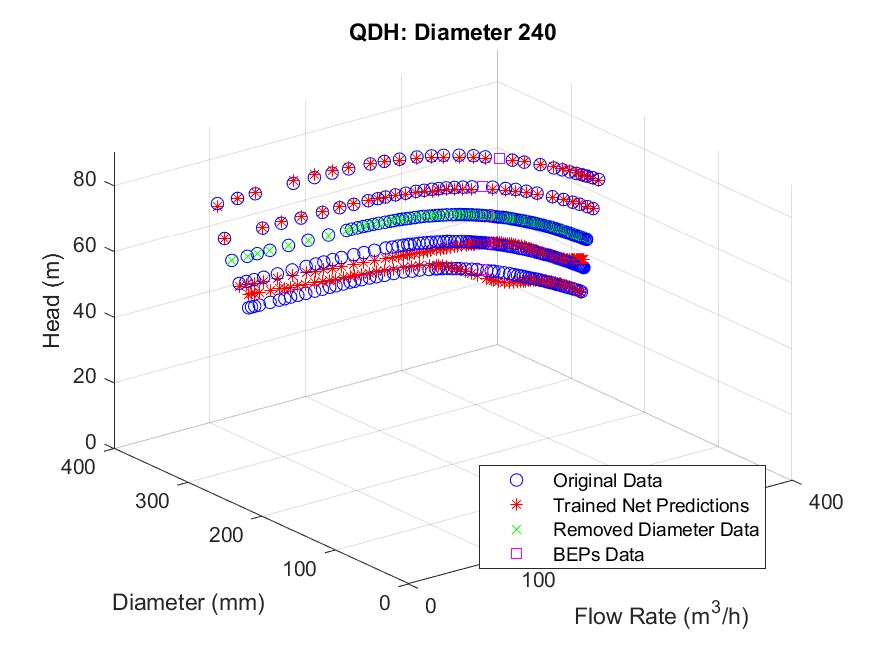 QDH: Diameter 240
80
60
40
20
0
Head (m)
400
300
200
100
0
Diameter (mm)
0
100
400
Flow Rate (m³/h)
Original Data
Trained Net Predictions
Removed Diameter Data
BEPs Data